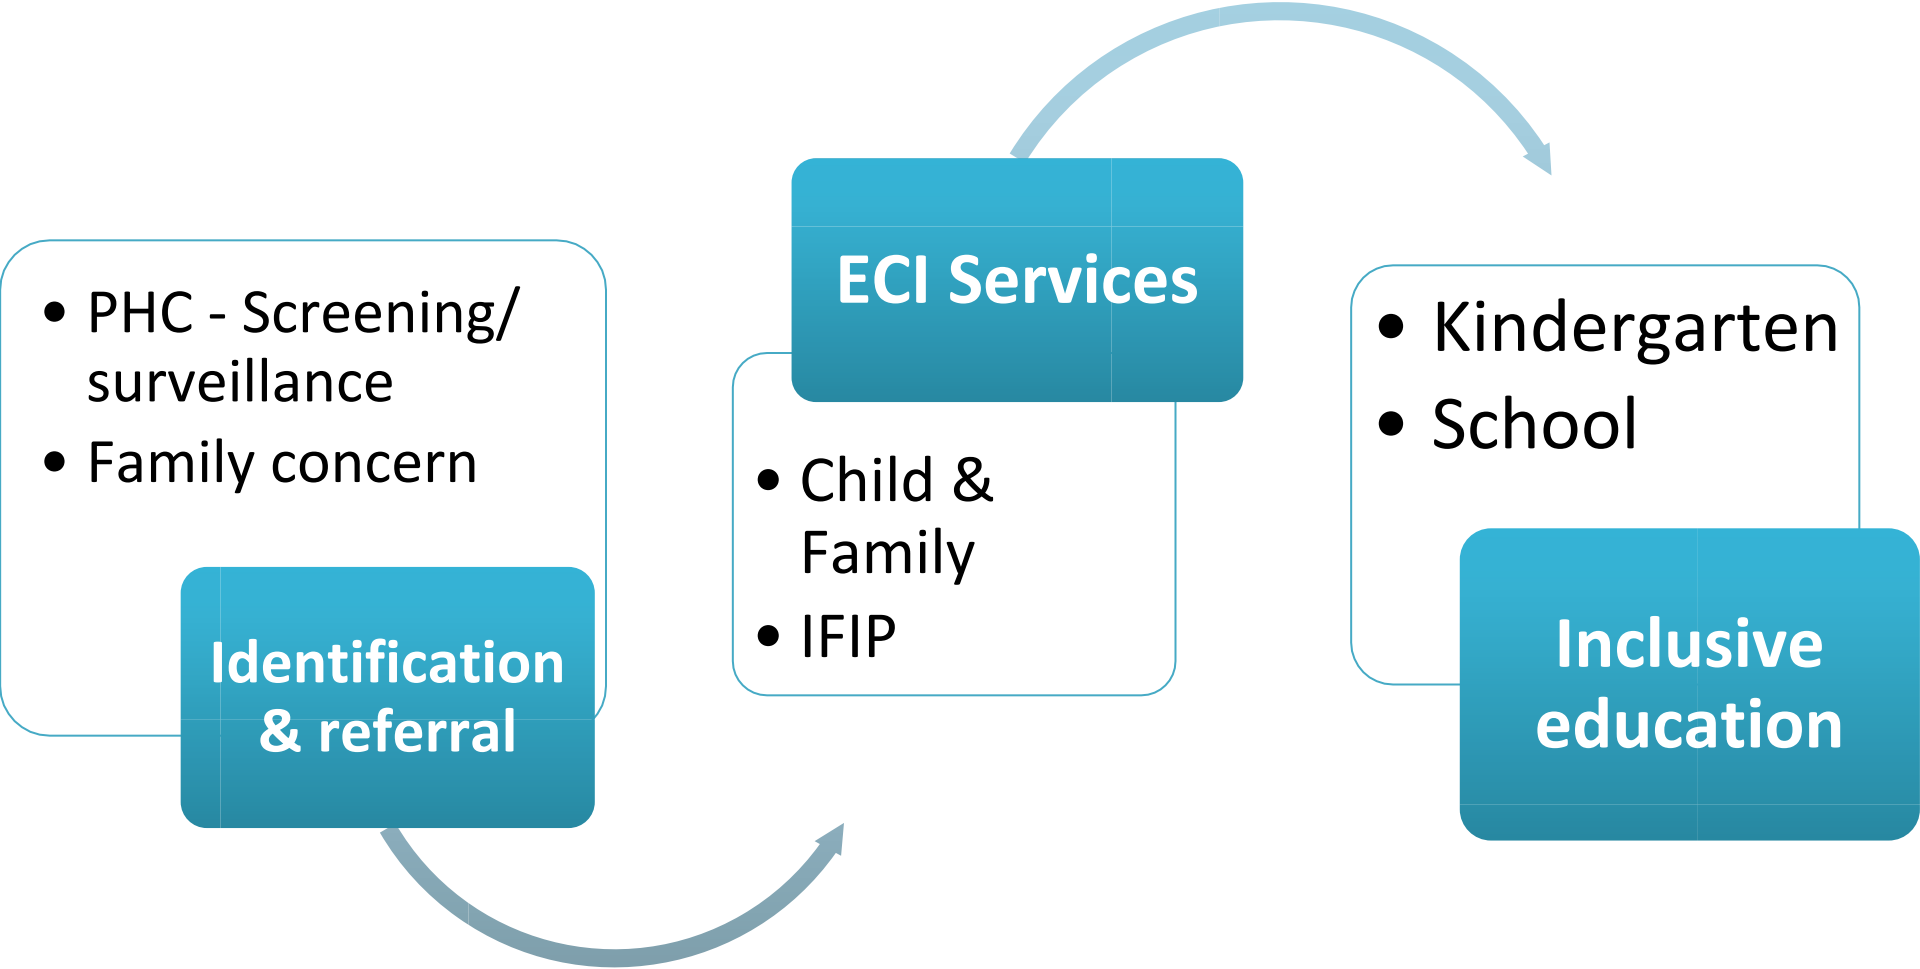 • PHC - Screening/
surveillance
• Family concern
Identification
& referral
ECI Services
• Child &
Family
• IFIP
• Kindergarten
• School
Inclusive
education